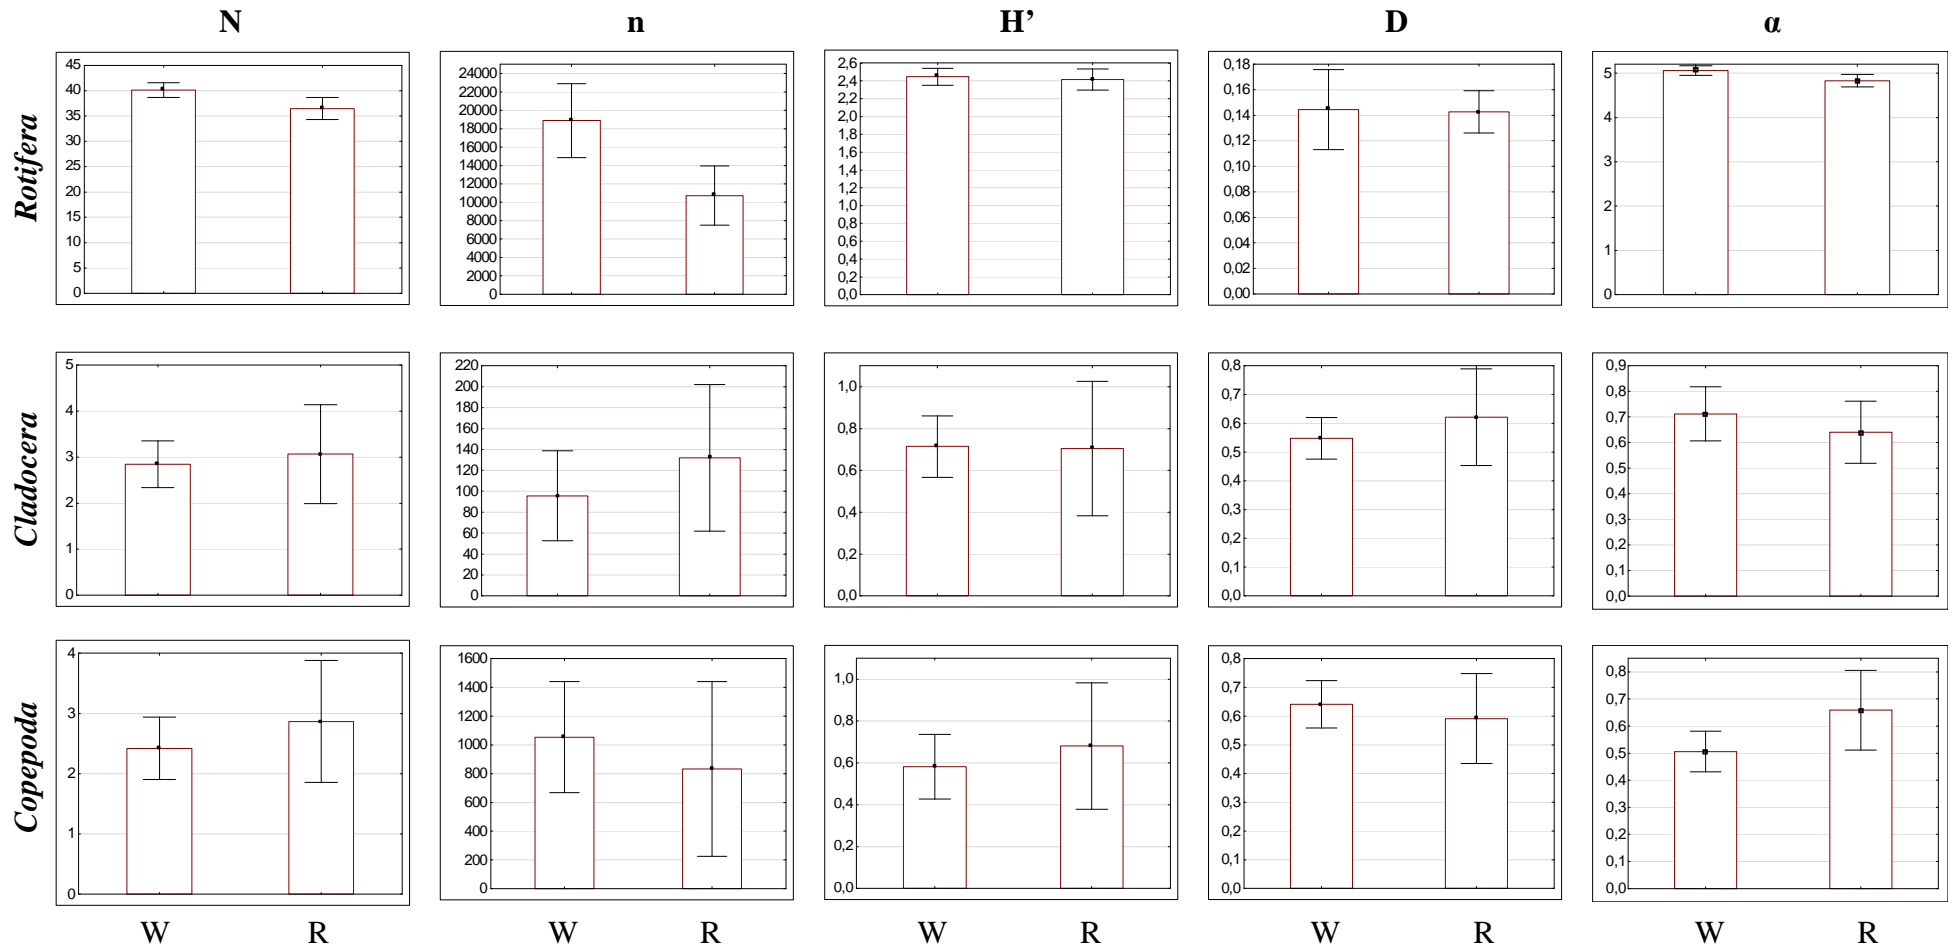 N n H’ D α
Rotifera
45 40 35 30 25 20 15 10 5 0
24000 22000 20000 18000 16000 14000 12000 10000 8000 6000 4000 2000 0
2,6 2,4 2,2 2,0 1,8 1,6 1,4 1,2 1,0 0,8 0,6 0,4 0,2 0,0
0,18 0,16 0,14 0,12 0,10 0,08 0,06 0,04 0,02 0,00
5 4 3 2 1 0
Cladocera
5 4 3 2 1 0
220 200 180 160 140 120 100 80 60 40 20 0
1,0 0,8 0,6 0,4 0,2 0,0
0,8 0,7 0,6 0,5 0,4 0,3 0,2 0,1 0,0
0,9 0,8 0,7 0,6 0,5 0,4 0,3 0,2 0,1 0,0
Copepoda
4 3 2 1 0
1600 1400 1200 1000 800 600 400 200 0
1,0 0,8 0,6 0,4 0,2 0,0
0,8 0,7 0,6 0,5 0,4 0,3 0,2 0,1 0,0
0,8 0,7 0,6 0,5 0,4 0,3 0,2 0,1 0,0
W R W R W R W R W R